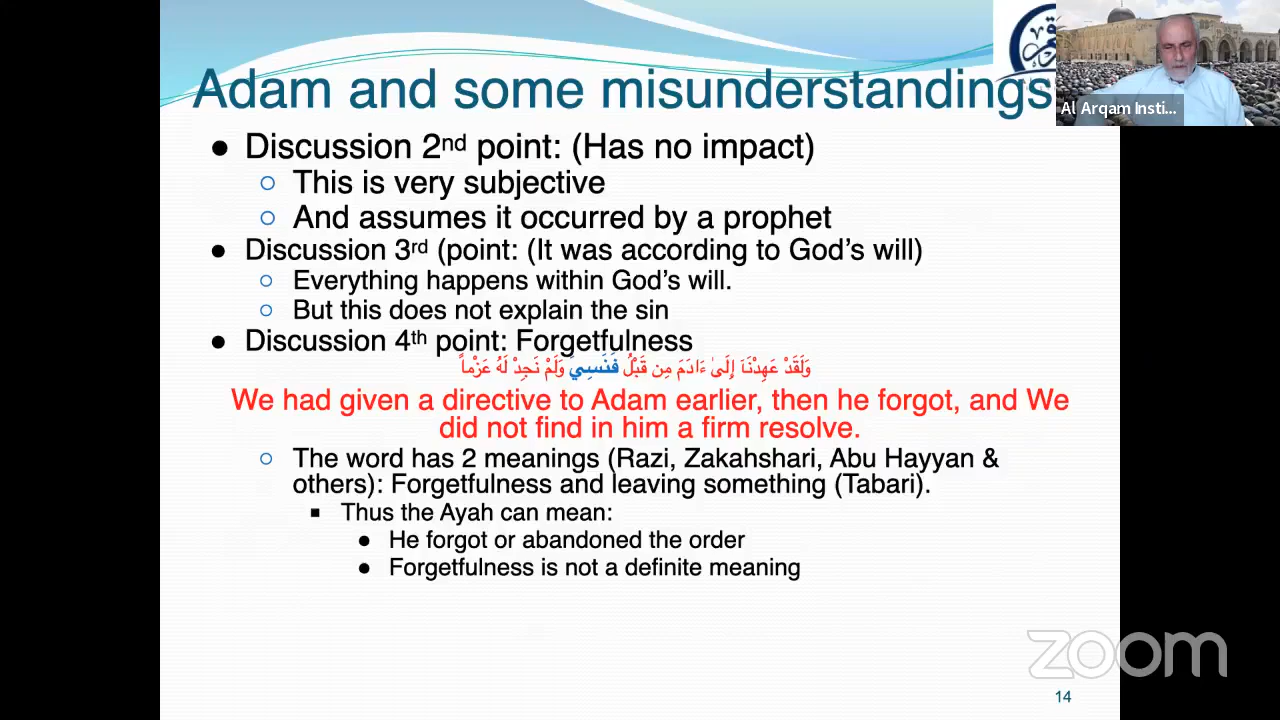 Adam and some misunderstandings
Al Arqam Insti...
● Discussion 2nd point: (Has no impact)
○ This is very subjective
○ And assumes it occurred by a prophet
● Discussion 3rd (point: (It was according to God’s will)
○ Everything happens within God’s will.
○ But this does not explain the sin
● Discussion 4th point: Forgetfulness
وَلَقَدْ عَهِدْنَآ إِلَىٰ ءَادَمَ مِن قَبْلُ فَنَسِيَ وَلَمْ نَجِدْ لَهُ عَزْماً
We had given a directive to Adam earlier, then he forgot, and We
did not find in him a firm resolve.
○ The word has 2 meanings (Razi, Zakahshari, Abu Hayyan &
others): Forgetfulness and leaving something (Tabari).
■ Thus the Ayah can mean:
● He forgot or abandoned the order
● Forgetfulness is not a definite meaning
zoom
14